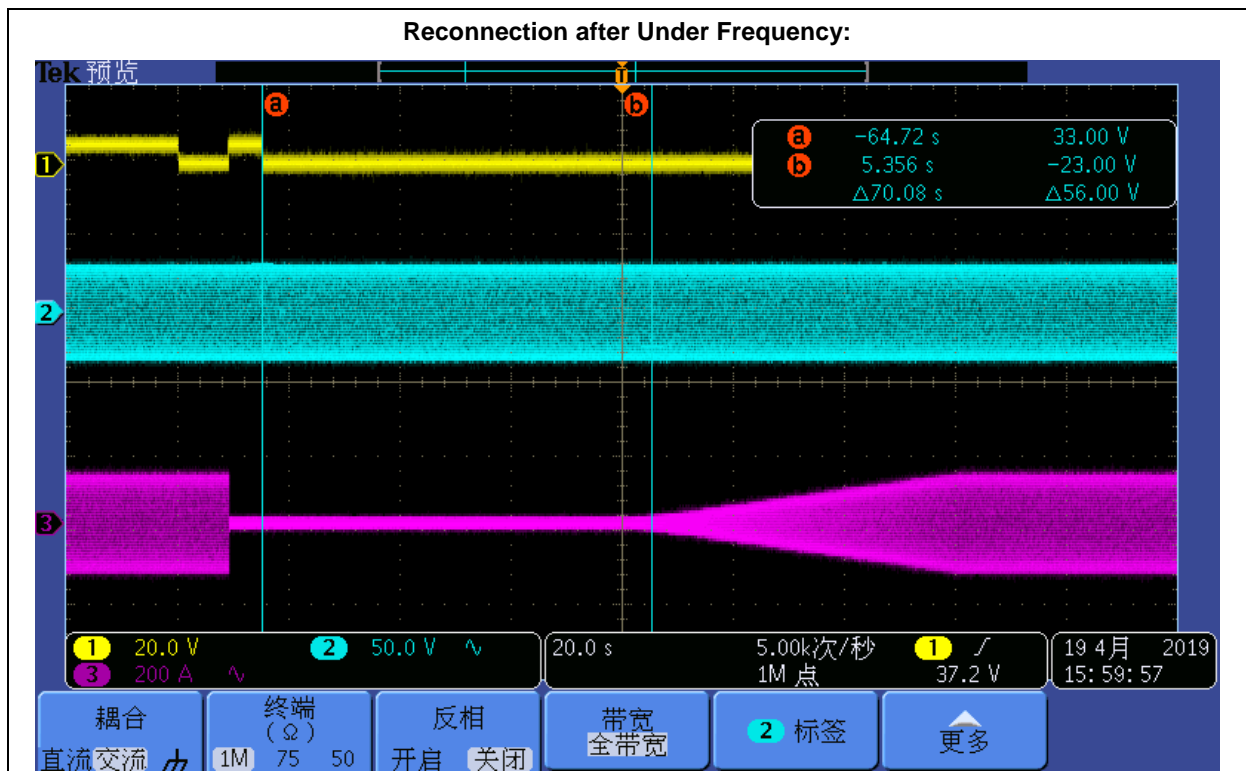 Reconnection after Under Frequency:
Tek 预览
T
a b
a -64.72 s 33.00 V
b 5.356 s -23.00 V
△70.08 s △56.00 V
1
2
3
1 20.0 V 2 50.0 V ∿
3 200 A ∿
20.0 s 5.00k次/秒 1 ∫
1M 点 37.2 V
19 4月 2019
15:59:57
耦合
直流 交流
终端
(Ω)
1M 75 50
反相
开启 关闭
带宽
全带宽
2 标签
更多